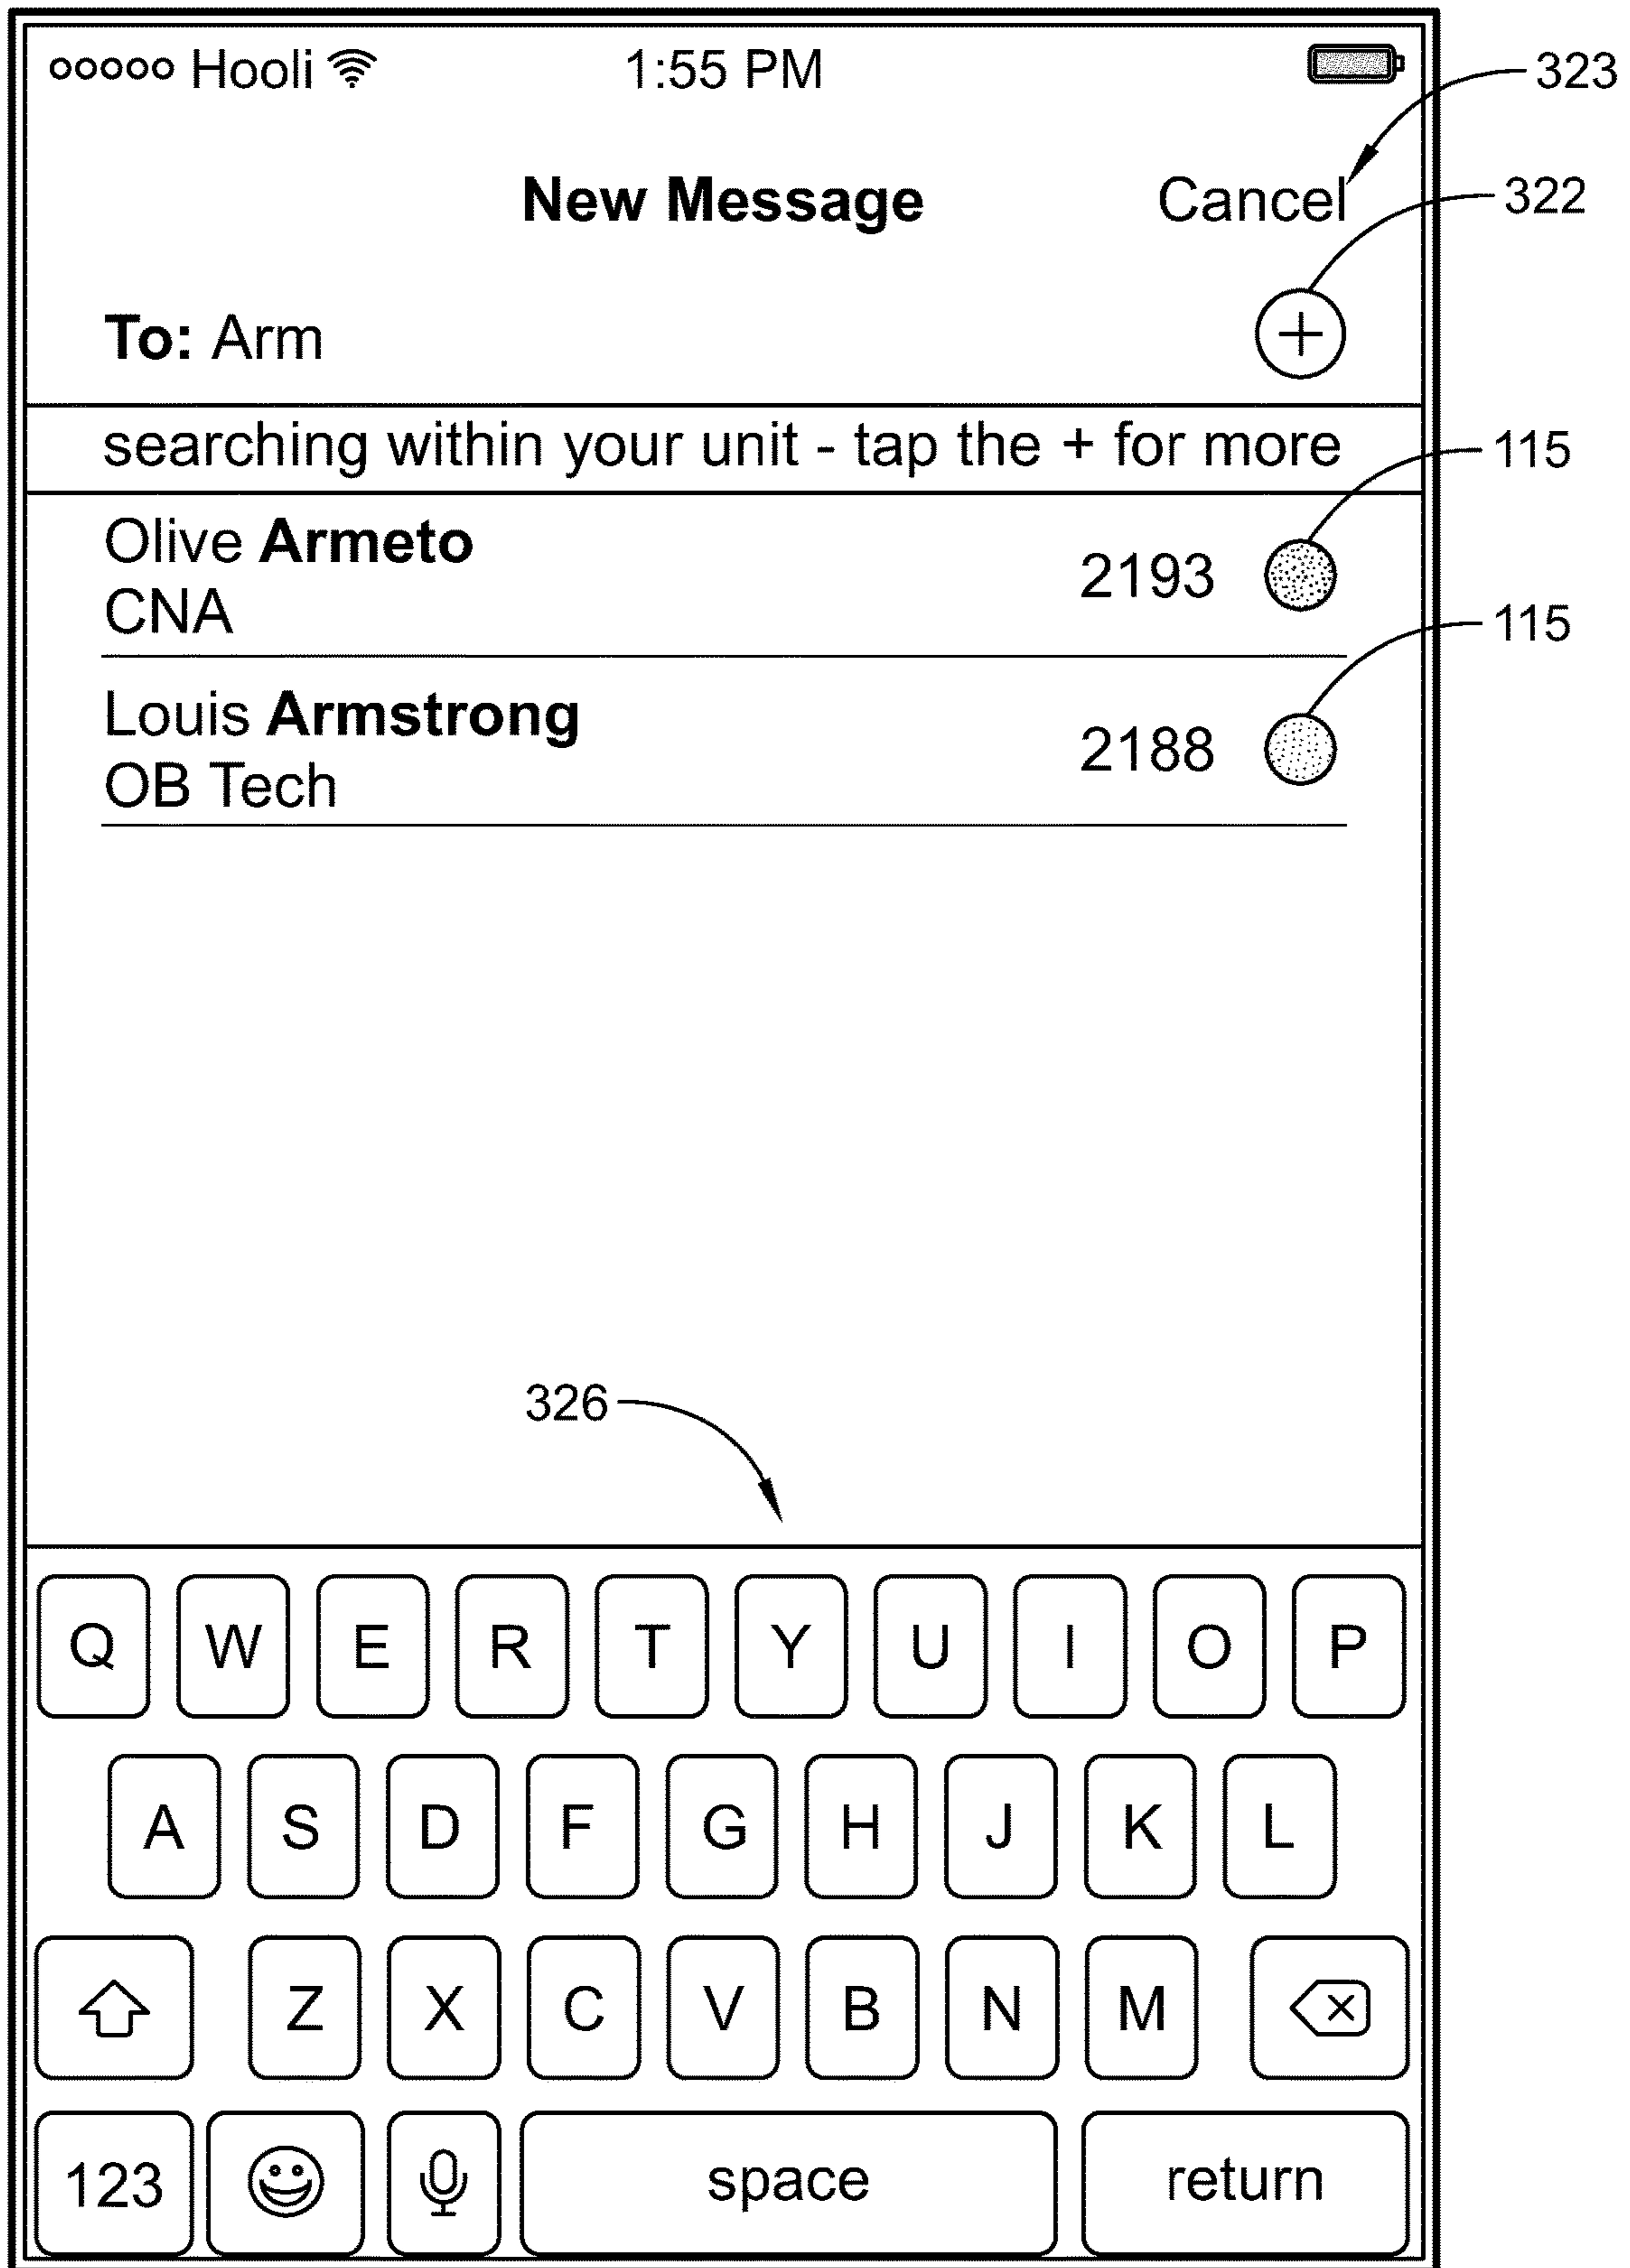 Hooli 1:55 PM
323
New Message Cancel
322
To: Arm
searching within your unit - tap the + for more
115
Olive Armeto
CNA
2193
115
Louis Armstrong
OB Tech
2188
326
Q W E R T Y U I O P
A S D F G H J K L
Z X C V B N M
123 space return